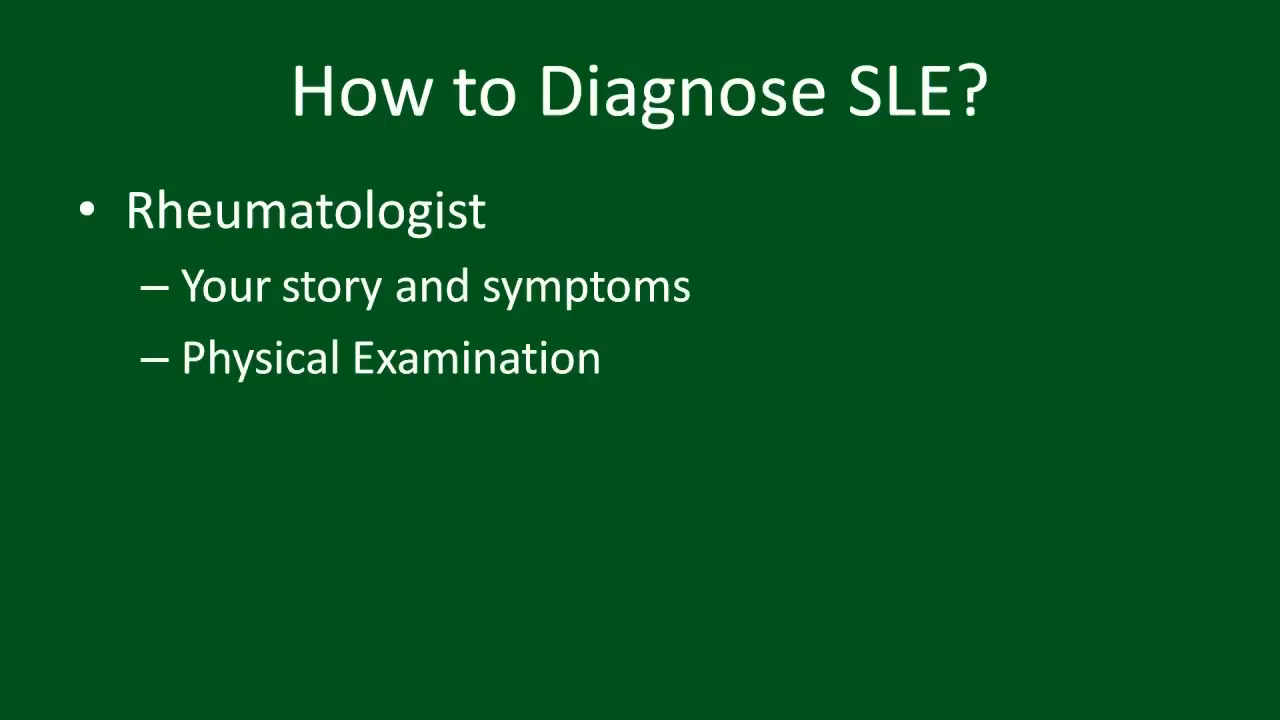 How to Diagnose SLE?
• Rheumatologist
– Your story and symptoms
– Physical Examination